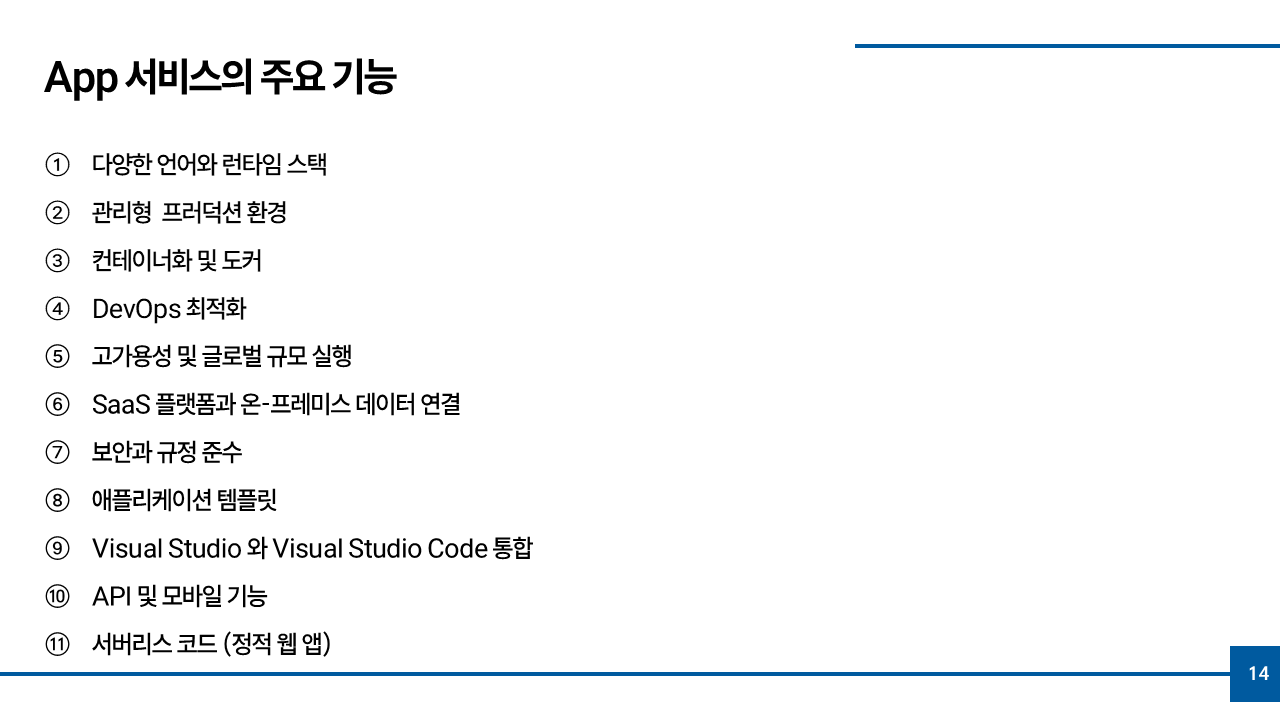 App 서비스의 주요 기능
① 다양한 언어와 런타임 스택
② 관리형 프러덕션 환경
③ 컨테이너화 및 도커
④ DevOps 최적화
⑤ 고가용성 및 글로벌 규모 실행
⑥ SaaS 플랫폼과 온-프레미스 데이터 연결
⑦ 보안과 규정 준수
⑧ 애플리케이션 템플릿
⑨ Visual Studio 와 Visual Studio Code 통합
⑩ API 및 모바일 기능
⑪ 서버리스 코드 (정적 웹 앱)
14